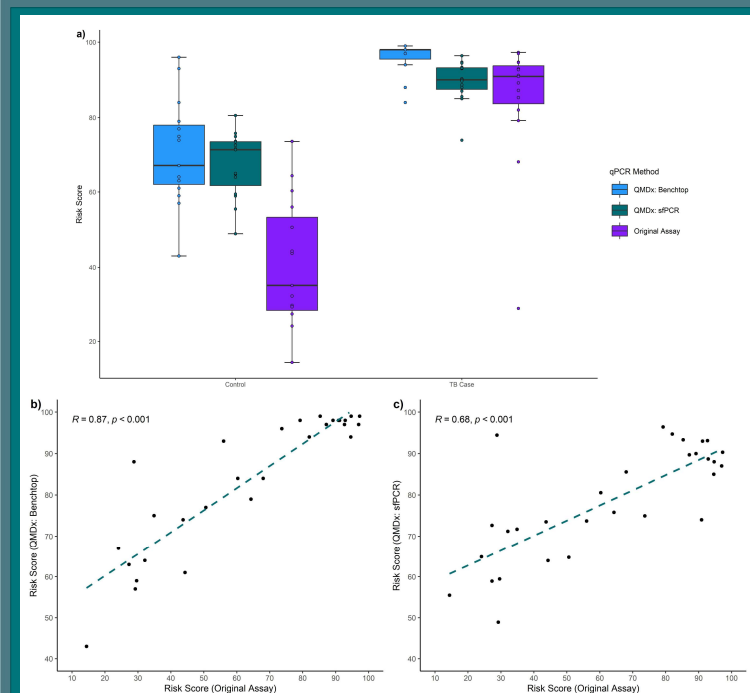 a)
100
80
60
40
20
Risk Score
Control
TB Case
qPCR Method
QMDx: Benchtop
QMDx: sfPCR
Original Assay
b)
R = 0.87, p < 0.001
100
90
80
70
60
50
40
Risk Score (QMDx: Benchtop)
10 20 30 40 50 60 70 80 90 100
Risk Score (Original Assay)
c)
R = 0.68, p < 0.001
100
90
80
70
60
50
40
Risk Score (QMDx: sfPCR)
10 20 30 40 50 60 70 80 90 100
Risk Score (Original Assay)